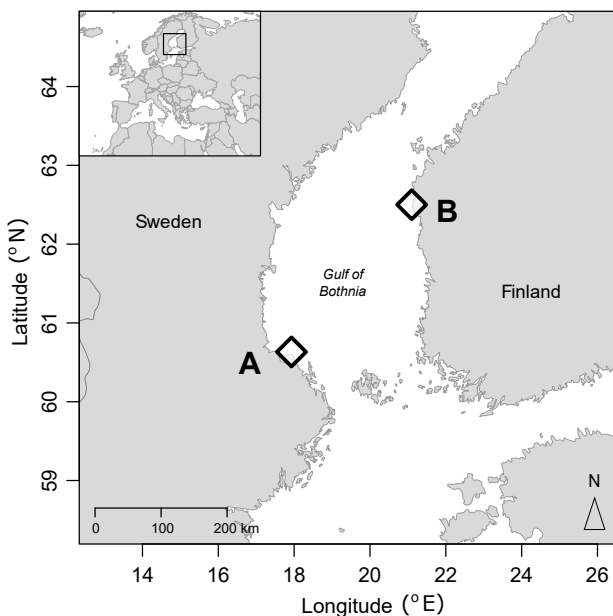 64
63
62
61
60
59
Latitude (°N)
Sweden
Gulf of
Bothnia
Finland
A
B
N
0 100 200 km
14 16 18 20 22 24 26
Longitude (°E)